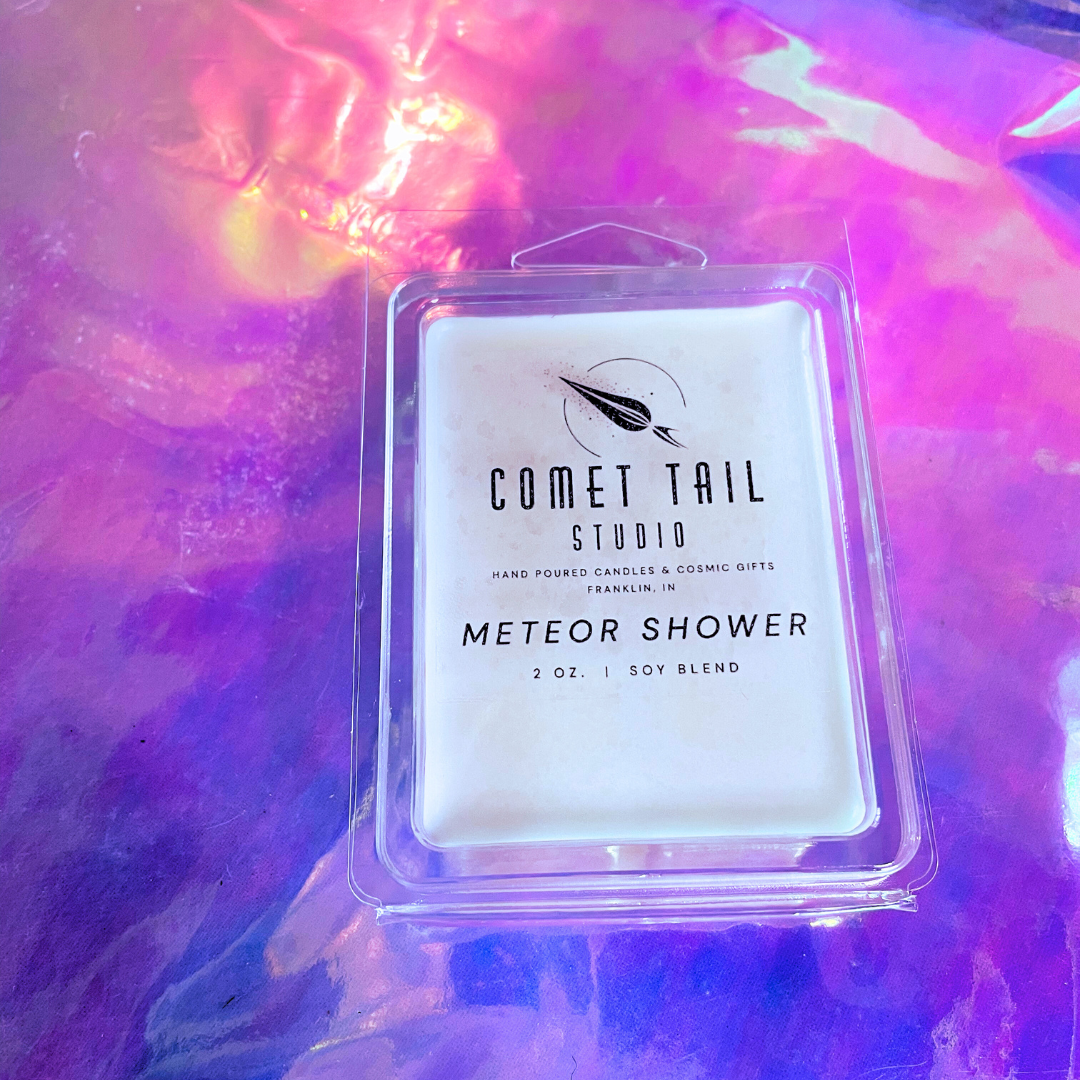 COMET TAIL
STUDIO
HAND POURED CANDLES & COSMIC GIFTS
FRANKLIN, IN
METEOR SHOWER
2 OZ. | SOY BLEND